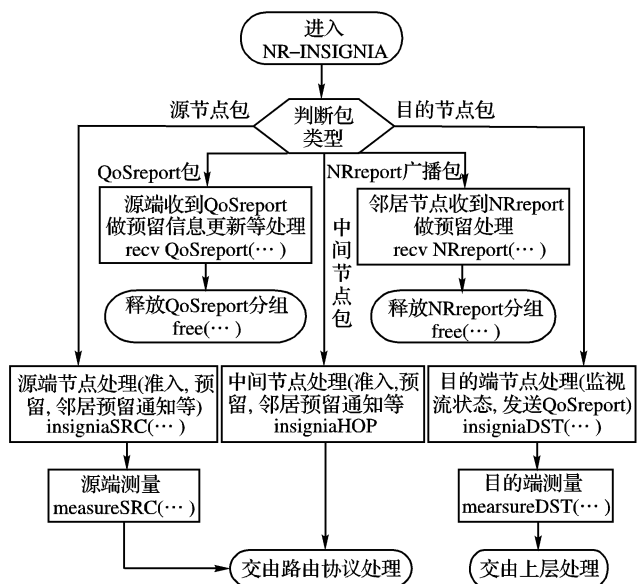 进入
NR-INSIGNIA
源节点包
判断包
类型
目的节点包
QoSreport包
NRreport广播包
源端收到QoSreport
做预留信息更新等处理
recv QoSreport(…)
中间节点包
邻居节点收到NRreport
做预留处理
recv NRreport(…)
释放QoSreport分组
free(…)
释放NRreport分组
free(…)
源端节点处理(准入,预
留,邻居预留通知等)
insigniaSRC(…)
中间节点处理(准入,预
留,邻居预留通知等
insigniaHOP
目的端节点处理(监视
流状态,发送QoSreport)
insigniaDST(…)
源端测量
measureSRC(…)
目的端测量
mearsureDST(…)
交由路由协议处理
交由上层处理